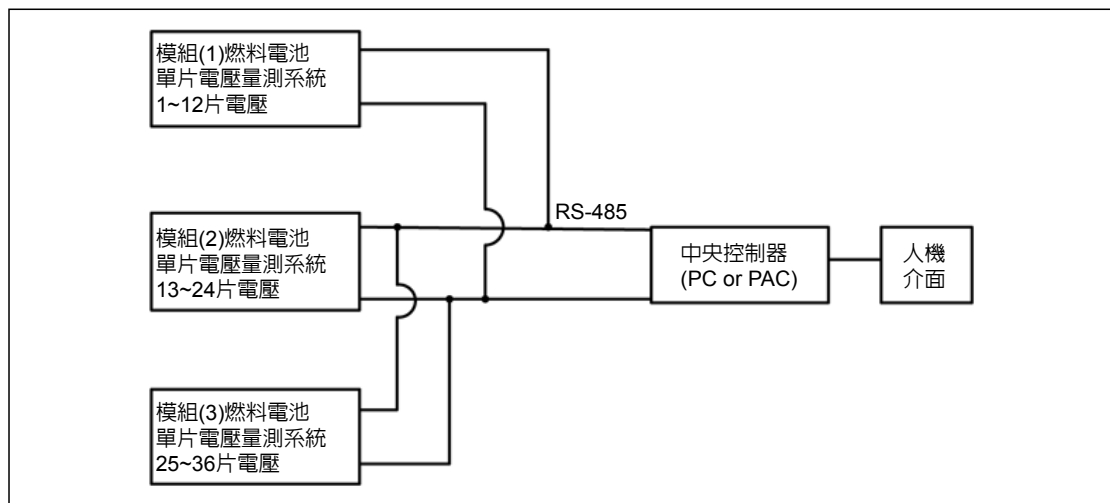 模組(1)燃料電池
單片電壓量測系統
1~12片電壓
RS-485
模組(2)燃料電池
單片電壓量測系統
13~24片電壓
中央控制器
(PC or PAC)
人機
介面
模組(3)燃料電池
單片電壓量測系統
25~36片電壓